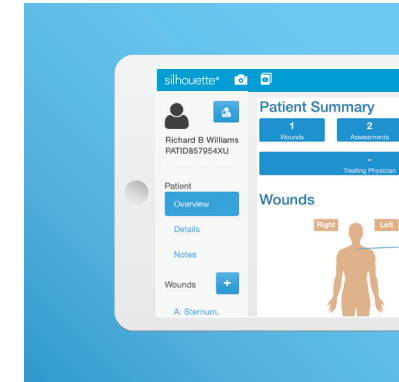 silhouette+
Richard B Williams
PATID857954XU
Patient
Overview
Details
Notes
Wounds
+
A: Sternum,
Patient Summary
1
Wounds
2
Assessments
-
Treating Physician
Wounds
Right
Left